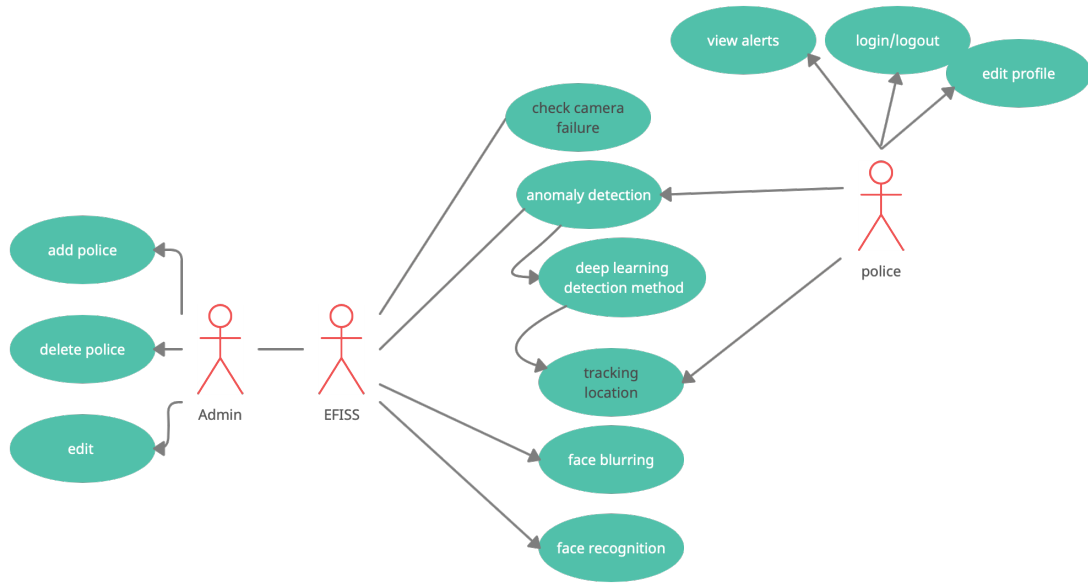 view alerts
login/logout
edit profile
check camera
failure
anomaly detection
add police
deep learning
detection method
police
delete police
tracking
location
Admin
EFISS
edit
face blurring
face recognition